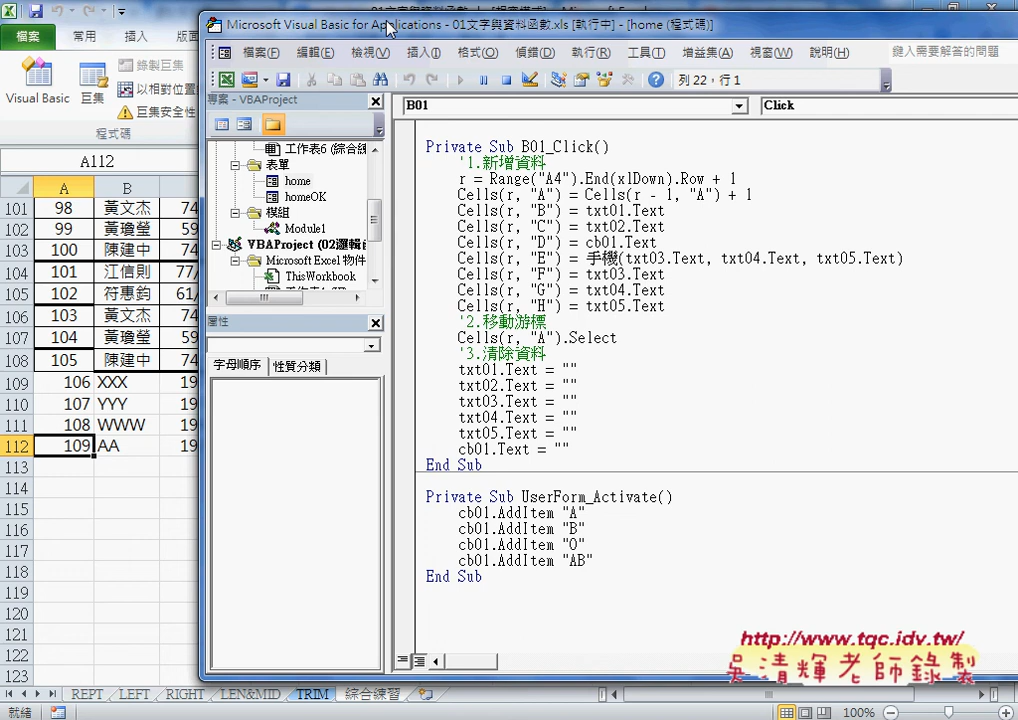 Microsoft Visual Basic for Applications - 01文字與資料函數.xls [執行中] - [home (程式碼)]
檔案
常用
插入
版面
檔案(F)
編輯(E)
檢視(V)
插入(I)
格式(O)
偵錯(D)
執行(R)
工具(T)
增益集(A)
視窗(W)
說明(H)
鍵入需要解答的問題
Visual Basic
巨集
錄製巨集
以相對位置
巨集安全性
程式碼
列 22，行 1
專案 - VBAProject
B01
Click
A112
工作表6 (綜合練
表單
home
homeOK
模組
Module1
VBAProject (02邏輯
Microsoft Excel 物件
ThisWorkbook
屬性
字母順序
性質分類
Private Sub B01_Click()
'1.新增資料
r = Range("A4").End(xlDown).Row + 1
Cells(r, "A") = Cells(r - 1, "A") + 1
Cells(r, "B") = txt01.Text
Cells(r, "C") = txt02.Text
Cells(r, "D") = cb01.Text
Cells(r, "E") = 手機(txt03.Text, txt04.Text, txt05.Text)
Cells(r, "F") = txt03.Text
Cells(r, "G") = txt04.Text
Cells(r, "H") = txt05.Text
'2.移動游標
Cells(r, "A").Select
'3.清除資料
txt01.Text = ""
txt02.Text = ""
txt03.Text = ""
txt04.Text = ""
txt05.Text = ""
cb01.Text = ""
End Sub
Private Sub UserForm_Activate()
cb01.AddItem "A"
cb01.AddItem "B"
cb01.AddItem "O"
cb01.AddItem "AB"
End Sub
A B
101 98 黃文杰 74
102 99 黃瓊瑩 59
103 100 陳建中 74
104 101 江信則 77/
105 102 符惠鈞 61/
106 103 黃文杰 74
107 104 黃瓊瑩 59
108 105 陳建中 74
109 106 XXX 19
110 107 YYY 19
111 108 WWW 19
112 109 AA 19
113
114
115
116
117
118
119
120
121
122
123
http://www.tqc.idv.tw/
吳清輝老師錄製
REPT
LEFT
RIGHT
LEN&MID
TRIM
綜合練習
就緒
100%